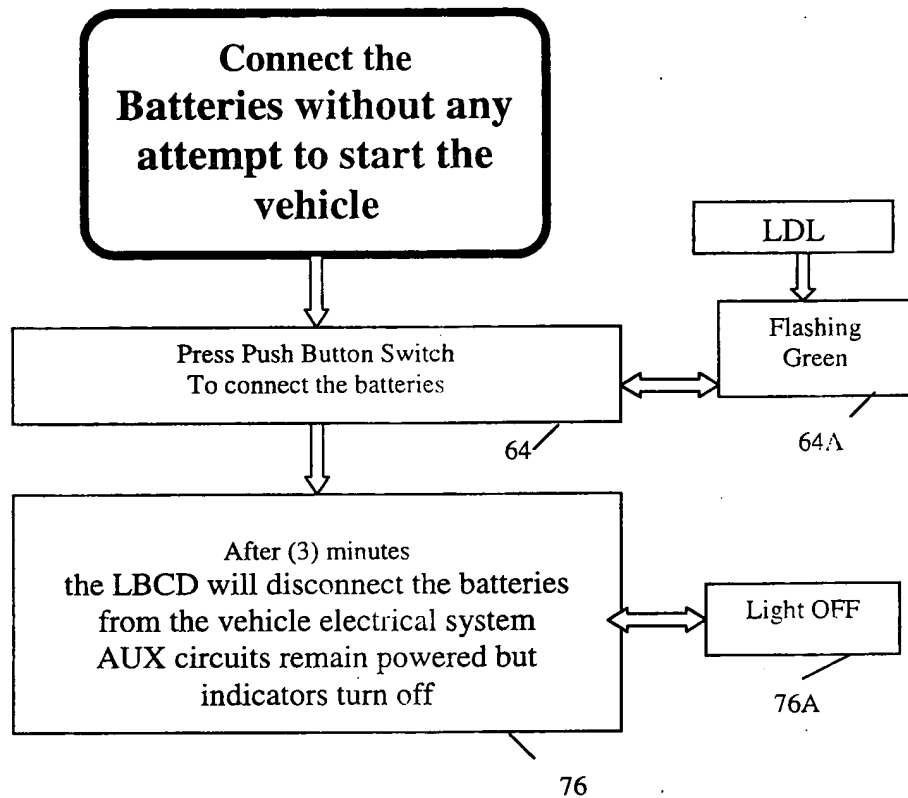 Connect the
Batteries without any
attempt to start the
vehicle
LDL
Flashing
Green
64A
Press Push Button Switch
To connect the batteries
64
After (3) minutes
the LBCD will disconnect the batteries
from the vehicle electrical system
AUX circuits remain powered but
indicators turn off
76
Light OFF
76A